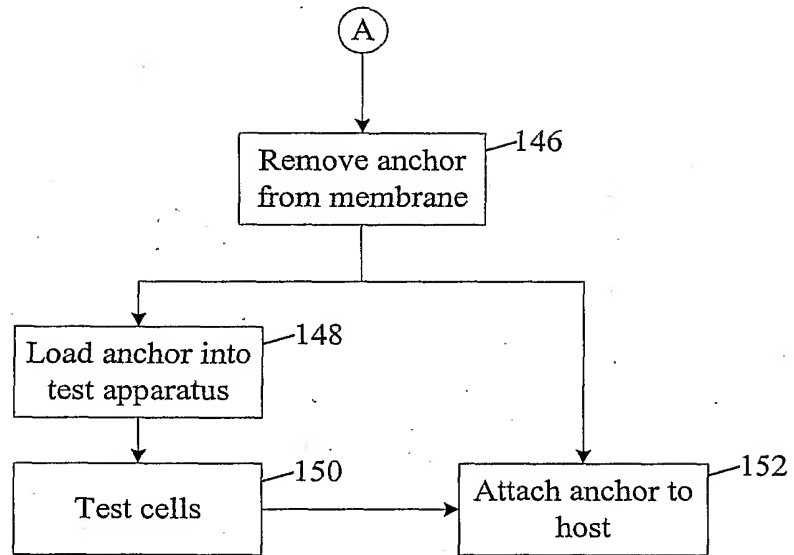 A
146
Remove anchor
from membrane
148
Load anchor into
test apparatus
150
Test cells
152
Attach anchor to
host